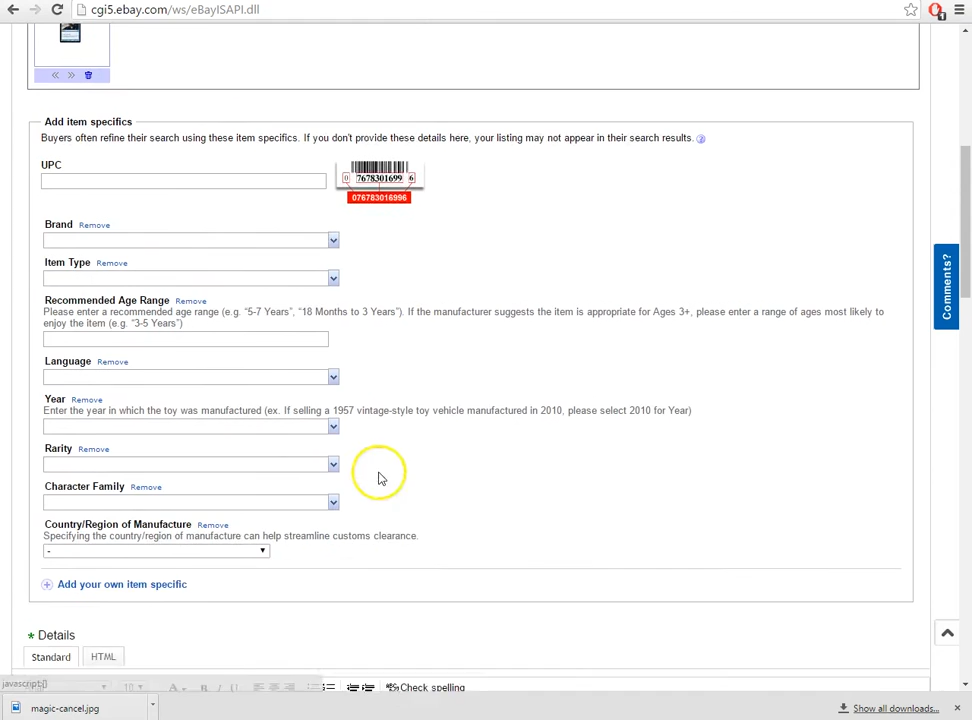 cgi5.ebay.com/ws/eBayISAPI.dll
Add item specifics
Buyers often refine their search using these item specifics. If you don't provide these details here, your listing may not appear in their search results.
UPC
0 7678301699 6
076783016996
Brand Remove
Item Type Remove
Recommended Age Range Remove
Please enter a recommended age range (e.g. “5-7 Years”, “18 Months to 3 Years”). If the manufacturer suggests the item is appropriate for Ages 3+, please enter a range of ages most likely to
enjoy the item (e.g. “3-5 Years”)
Language Remove
Year Remove
Enter the year in which the toy was manufactured (ex. If selling a 1957 vintage-style toy vehicle manufactured in 2010, please select 2010 for Year)
Rarity Remove
Character Family Remove
Country/Region of Manufacture Remove
Specifying the country/region of manufacture can help streamline customs clearance.
-
Add your own item specific
* Details
Standard HTML
Check spelling
magic-cancel.jpg
Show all downloads...
Comments?